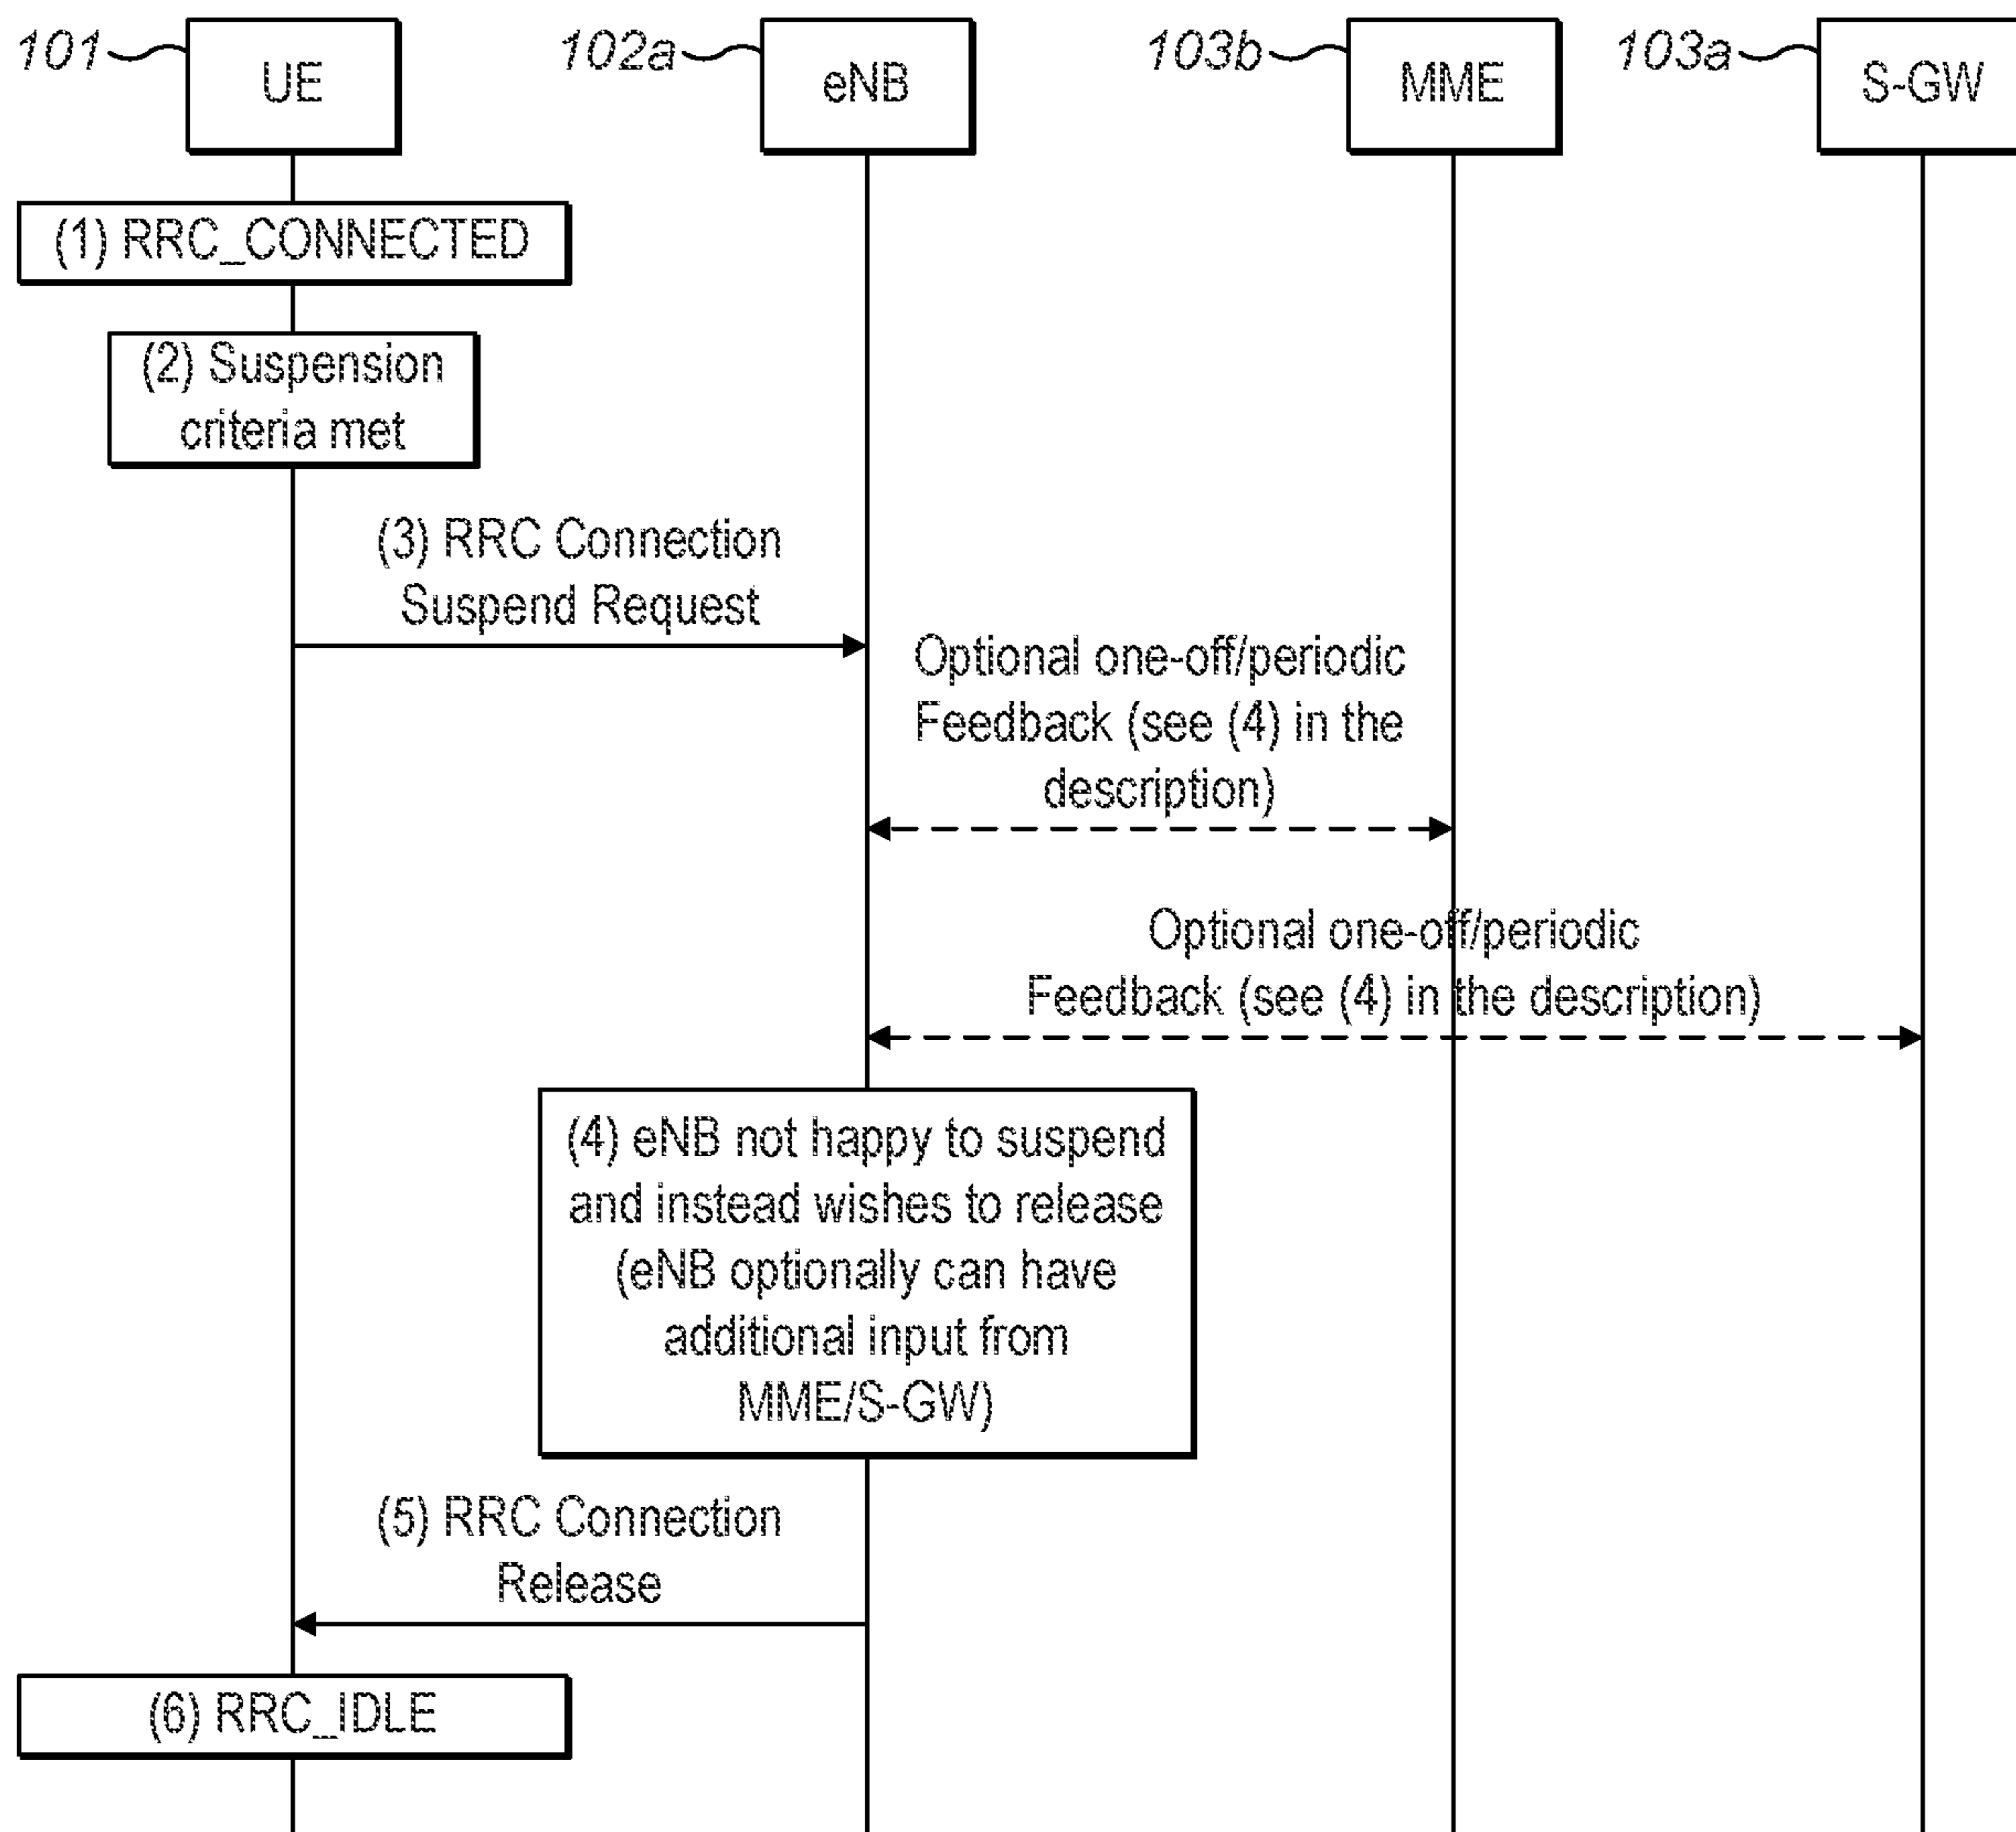 101
UE
102a
eNB
103b
MME
103a
S-GW
(1) RRC_CONNECTED
(2) Suspension
criteria met
(3) RRC Connection
Suspend Request
Optional one-off/periodic
Feedback (see (4) in the
description)
Optional one-off/periodic
Feedback (see (4) in the description)
(4) eNB not happy to suspend
and instead wishes to release
(eNB optionally can have
additional input from
MME/S-GW)
(5) RRC Connection
Release
(6) RRC_IDLE